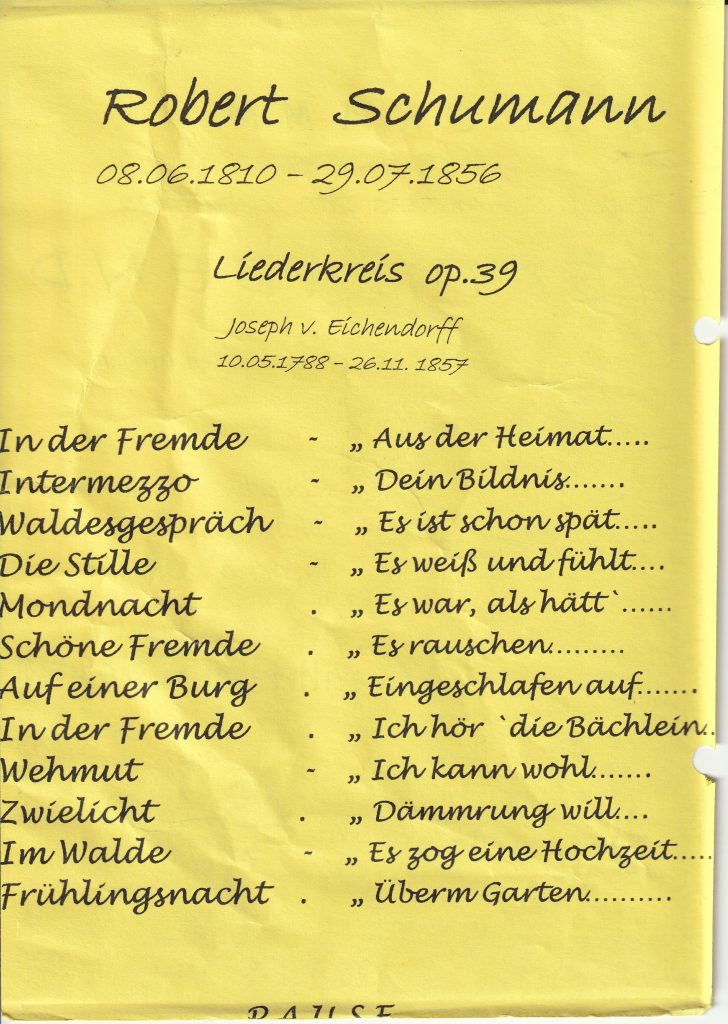 Robert Schumann
08.06.1810 – 29.07.1856
Liederkreis op.39
Joseph v. Eichendorff
10.05.1788 – 26.11. 1857
In der Fremde - „ Aus der Heimat.....
Intermezzo - „ Dein Bildnis.......
Waldesgespräch - „ Es ist schon spät.....
Die Stille - „ Es weiß und fühlt....
Mondnacht . „ Es war, als hätt`......
Schöne Fremde . „ Es rauschen.........
Auf einer Burg . „ Eingeschlafen auf.......
In der Fremde . „ Ich hör `die Bächlein..
Wehmut - „ Ich kann wohl.......
Zwielicht . „ Dämmrung will....
Im Walde - „ Es zog eine Hochzeit.....
Frühlingsnacht . „ Überm Garten..........
PAUSE